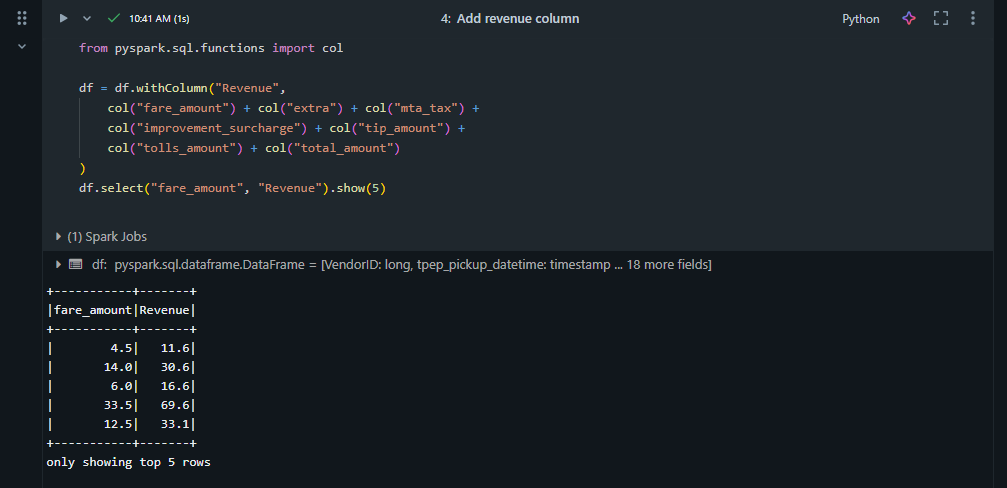 10:41 AM (1s)
4: Add revenue column
Python
from pyspark.sql.functions import col
df = df.withColumn("Revenue",
col("fare_amount") + col("extra") + col("mta_tax") +
col("improvement_surcharge") + col("tip_amount") +
col("tolls_amount") + col("total_amount")
)
df.select("fare_amount", "Revenue").show(5)
(1) Spark Jobs
df: pyspark.sql.dataframe.DataFrame = [VendorID: long, tpep_pickup_datetime: timestamp ... 18 more fields]
+-----------+-------+
|fare_amount|Revenue|
+-----------+-------+
|        4.5|   11.6|
|       14.0|   30.6|
|        6.0|   16.6|
|       33.5|   69.6|
|       12.5|   33.1|
+-----------+-------+
only showing top 5 rows